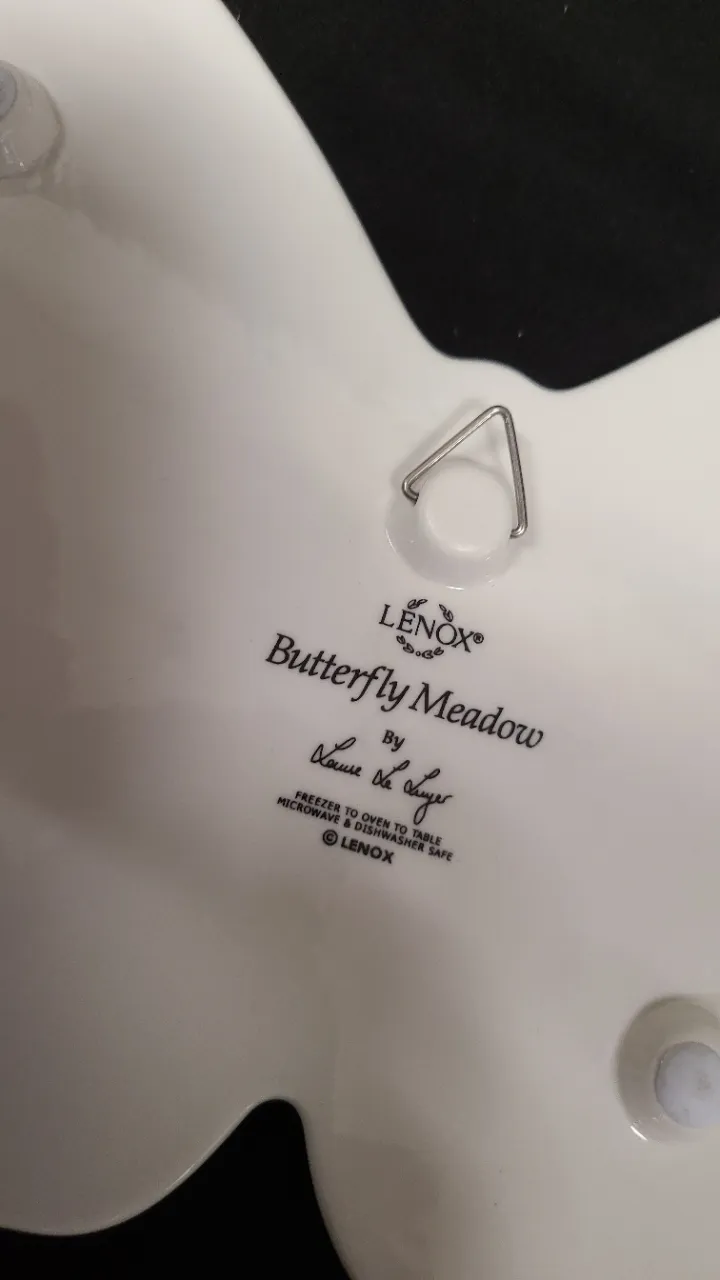 LENOX®
Butterfly Meadow
By
Louise Le Luyer
FREEZER TO OVEN TO TABLE
MICROWAVE & DISHWASHER SAFE
© LENOX